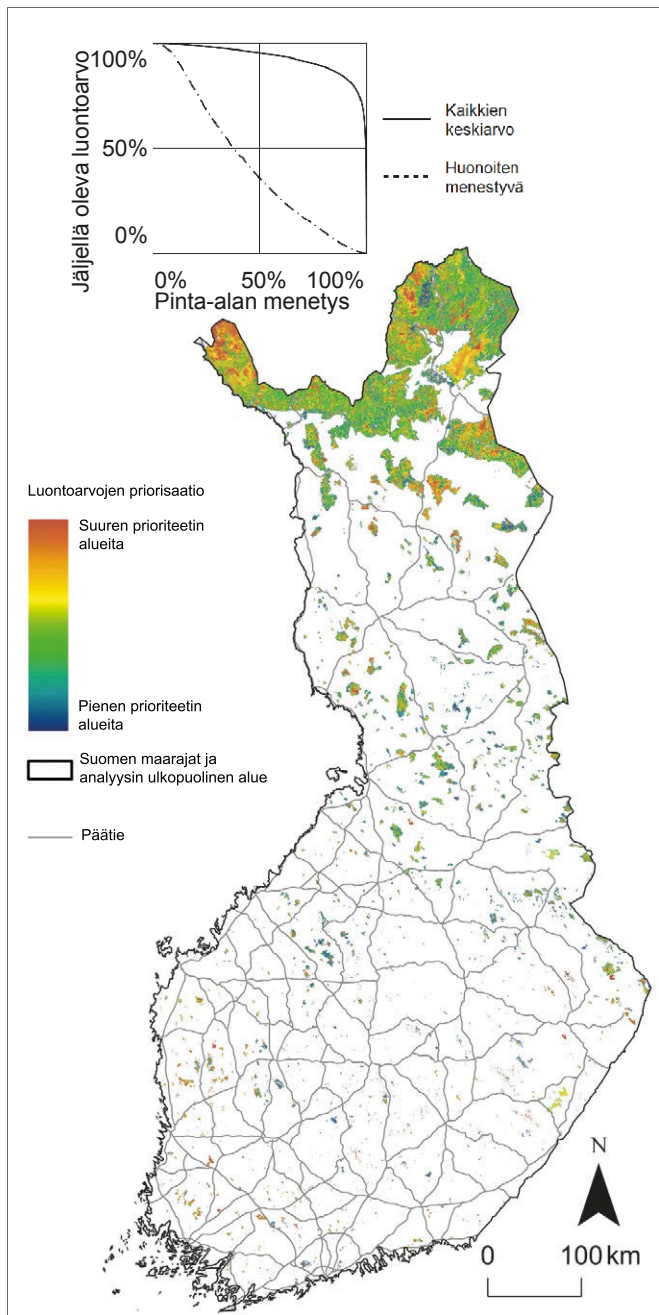 Jäljellä oleva luontoarvo
100%
50%
0%
0%
50%
100%
Pinta-alan menetys
Kaikkien
keskiarvo
Huonoiten
menestyvä
Luontoarvojen priorisaatio
Suuren prioriteetin
alueita
Pienen prioriteetin
alueita
Suomen maarajat ja
analyysin ulkopuolinen alue
Päätie
N
0
100 km